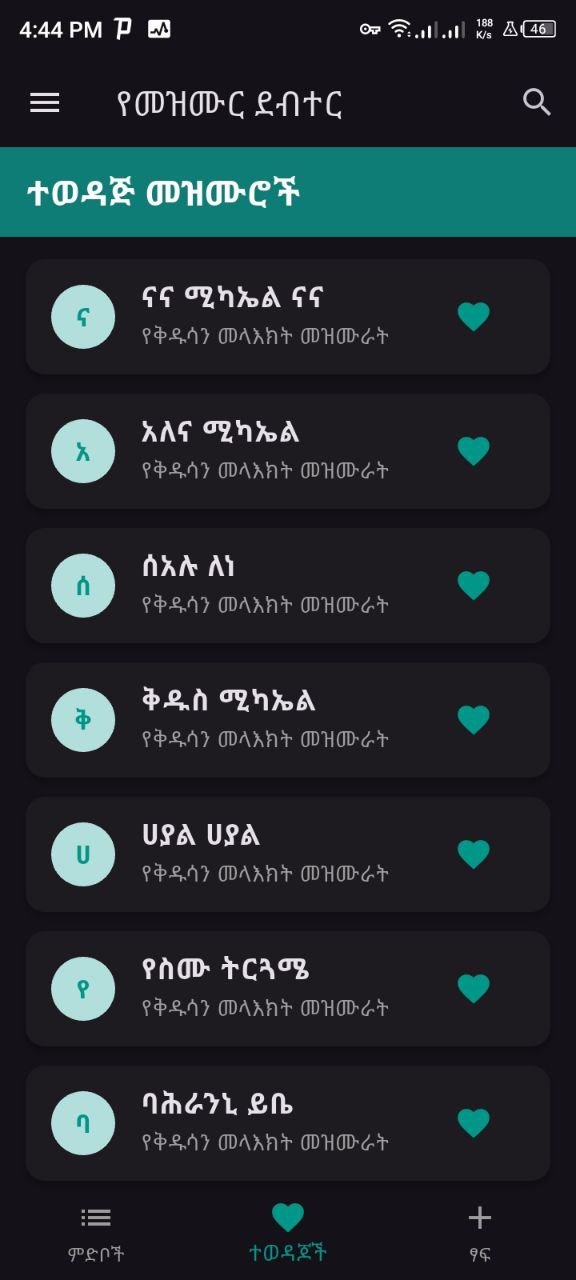 4:44 PM
188
K/s
46
የመዝሙር ደብተር
ተወዳጅ መዝሙሮች
ና
ናና ሚካኤል ናና
የቅዱሳን መላእክት መዝሙራት
አ
አለና ሚካኤል
የቅዱሳን መላእክት መዝሙራት
ሰ
ሰአሉ ለነ
የቅዱሳን መላእክት መዝሙራት
ቅ
ቅዱስ ሚካኤል
የቅዱሳን መላእክት መዝሙራት
ሀ
ሀያል ሀያል
የቅዱሳን መላእክት መዝሙራት
የ
የስሙ ትርጓሜ
የቅዱሳን መላእክት መዝሙራት
ባ
ባሕራንኒ ይቤ
የቅዱሳን መላእክት መዝሙራት
ምድቦች
ተወዳጆች
ፃፍ